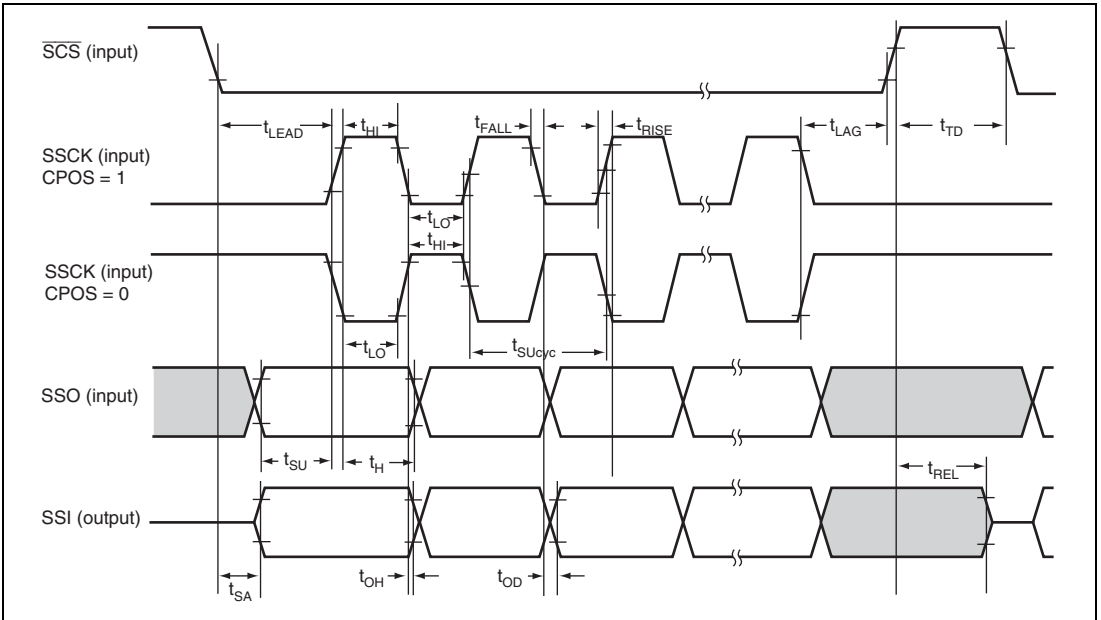 SCS (input)
tLEAD
tHI
tFALL
tRISE
tLAG
tTD
SSCK (input)
CPOS = 1
tLO
tHI
SSCK (input)
CPOS = 0
tLO
tSUcyc
SSO (input)
tSU
tH
tREL
SSI (output)
tSA
tOH
tOD